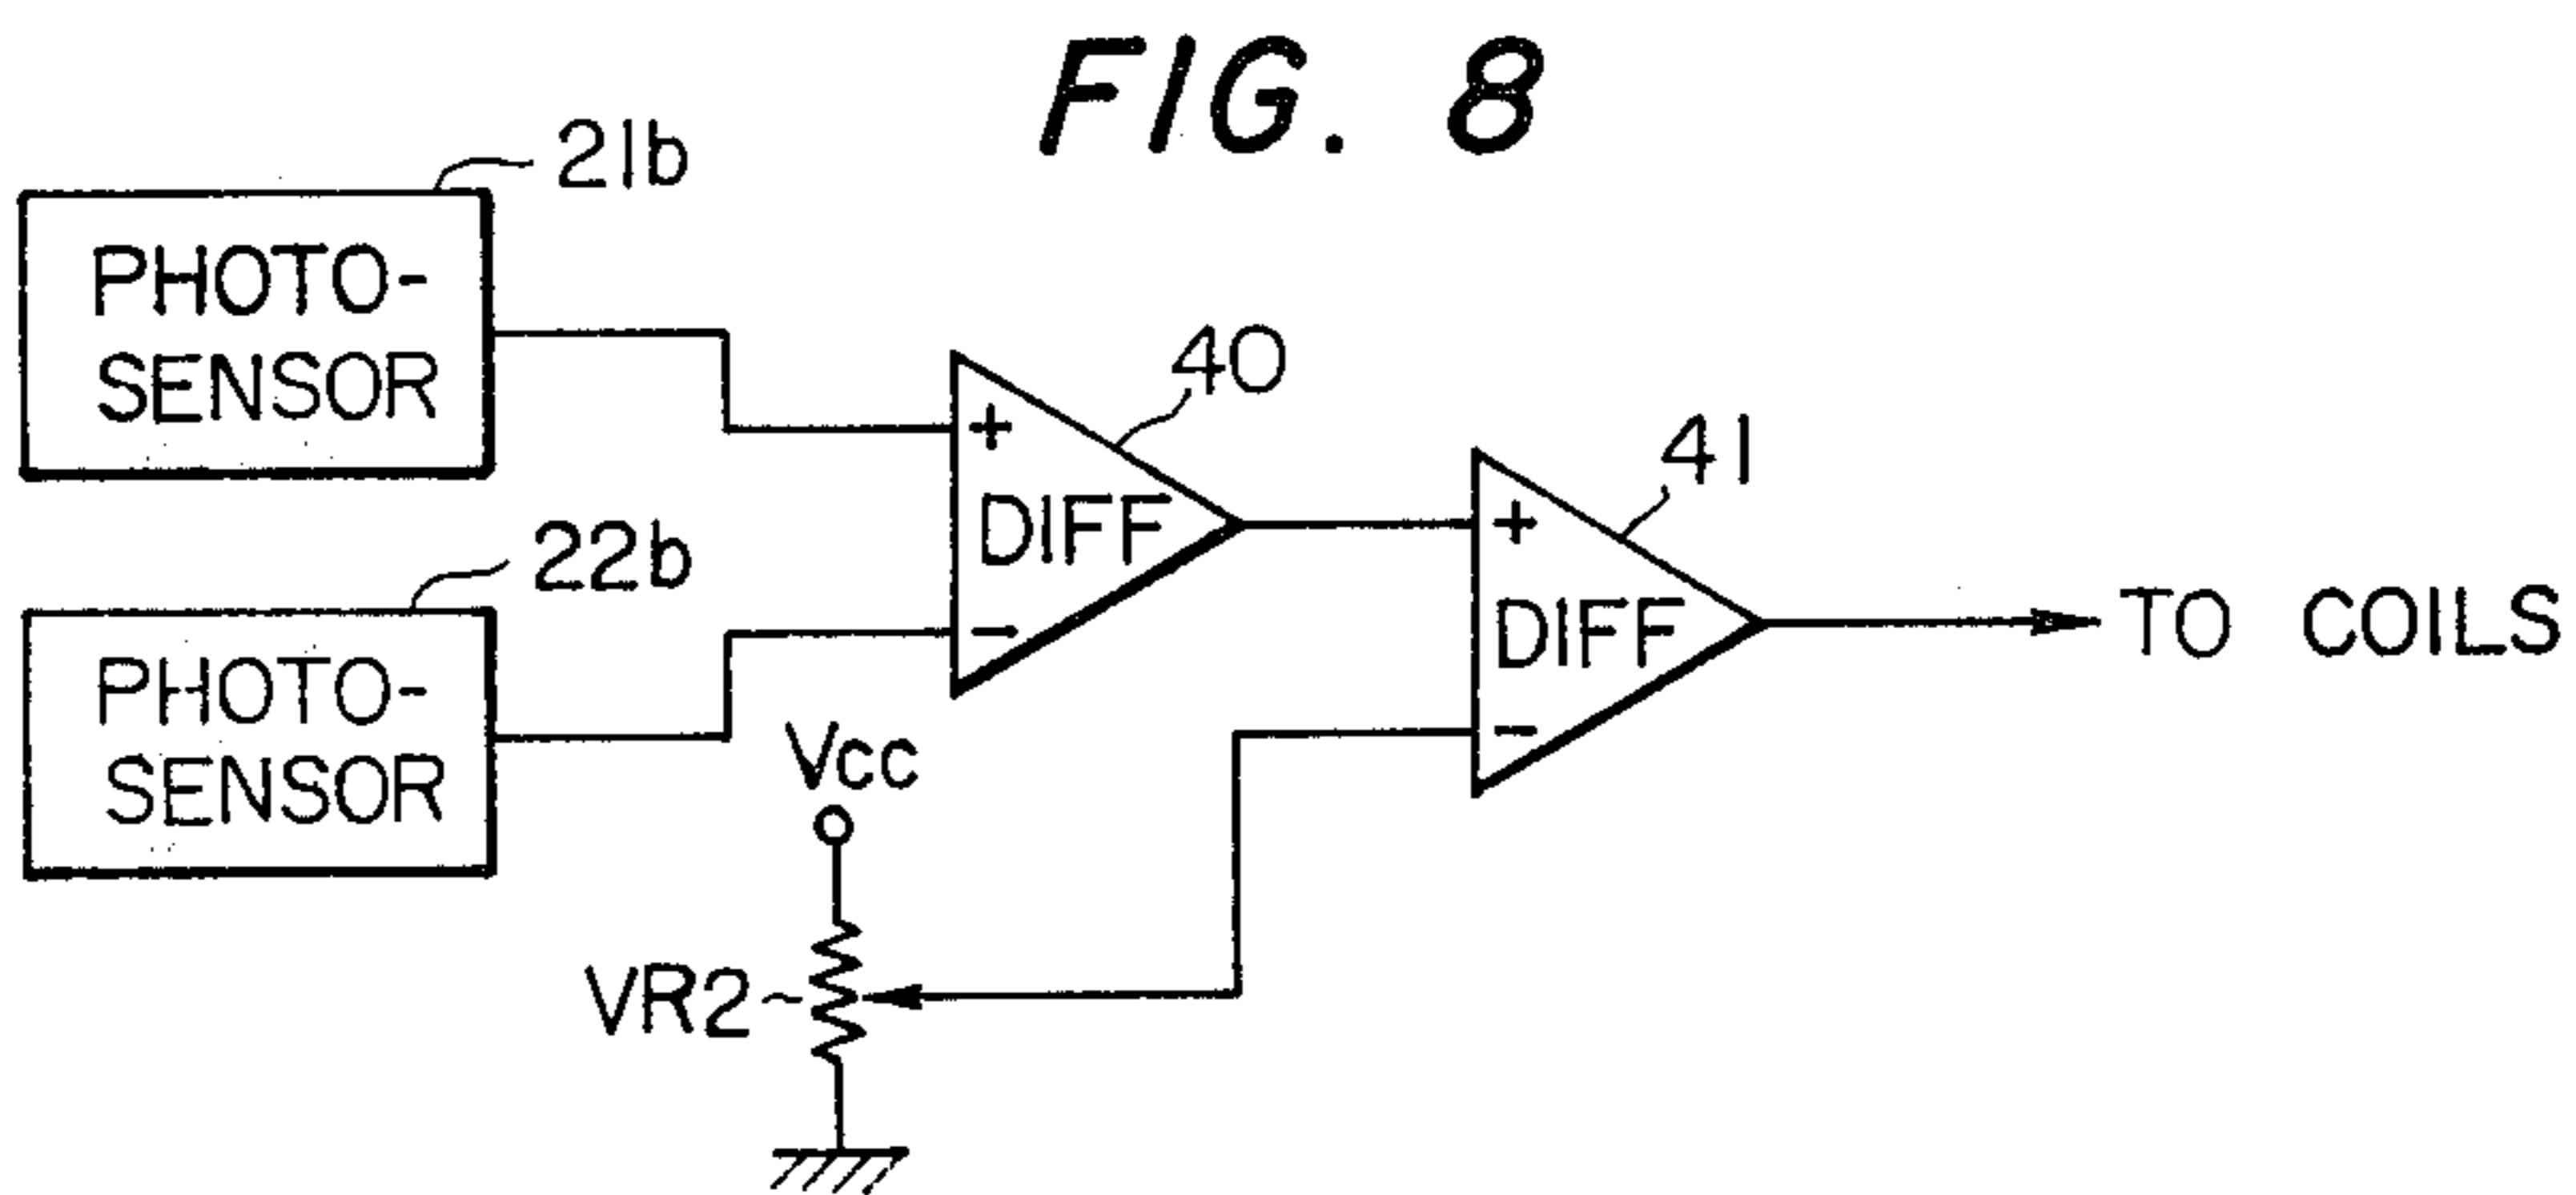 FIG. 8
21b
PHOTO-
SENSOR
40
+
DIFF
-
41
+
DIFF
-
TO COILS
22b
PHOTO-
SENSOR
Vcc
VR2